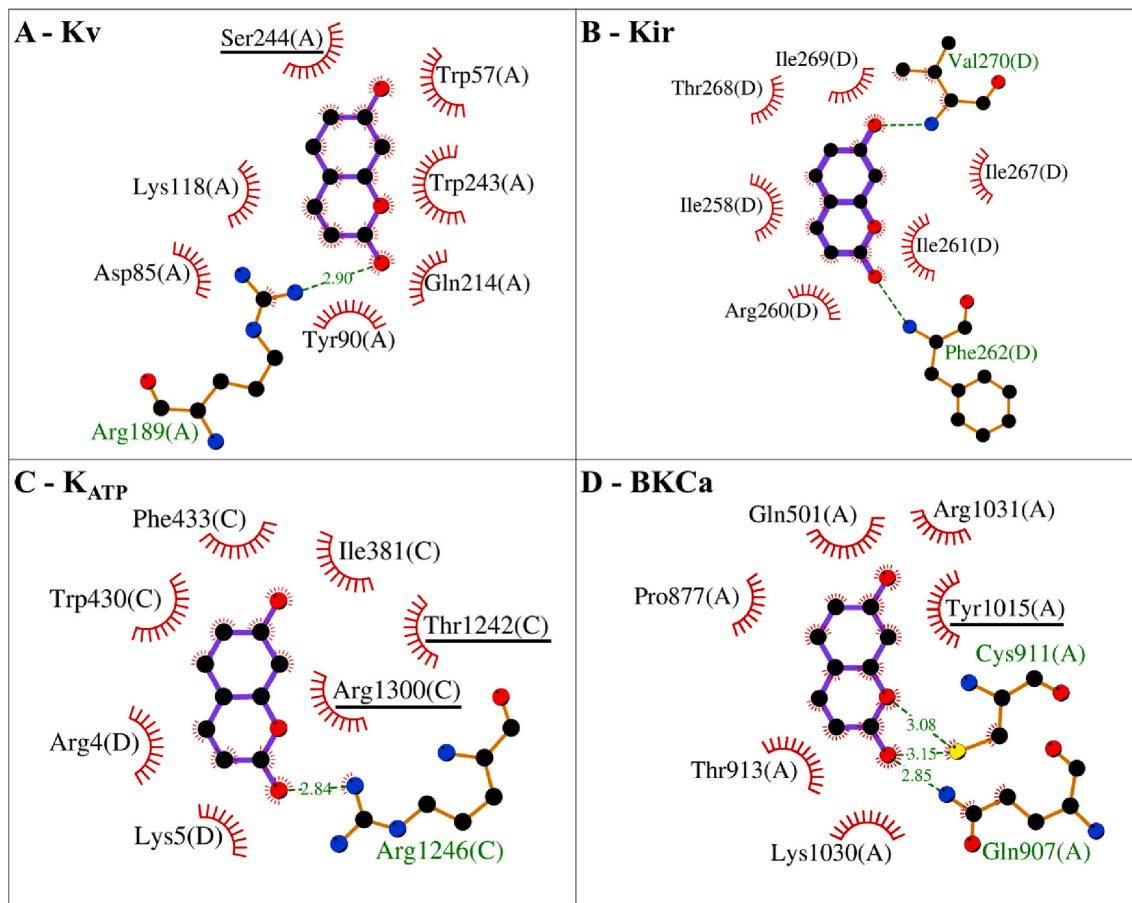 A - Kv
Ser244(A)
Trp57(A)
Lys118(A)
Trp243(A)
Asp85(A)
2.90
Gln214(A)
Tyr90(A)
Arg189(A)
B - Kir
Ile269(D)
Val270(D)
Thr268(D)
Ile267(D)
Ile258(D)
Ile261(D)
Arg260(D)
Phe262(D)
C - KATP
Phe433(C)
Ile381(C)
Trp430(C)
Thr1242(C)
Arg1300(C)
Arg4(D)
2.84
Lys5(D)
Arg1246(C)
D - BKCa
Gln501(A)
Arg1031(A)
Pro877(A)
Tyr1015(A)
Cys911(A)
3.08
3.15
Thr913(A)
2.85
Lys1030(A)
Gln907(A)